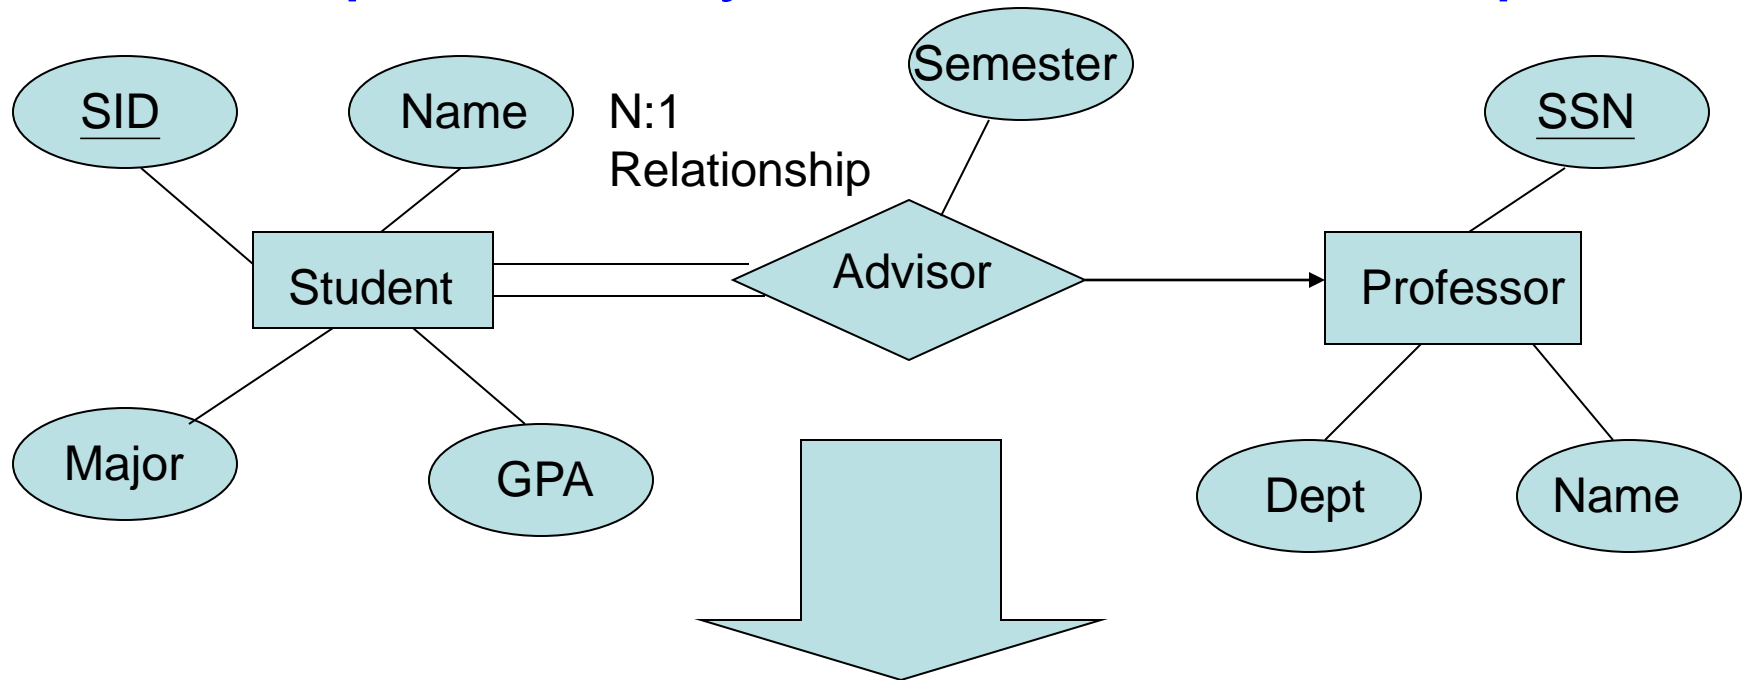 Semester
SID
Name
N:1
Relationship
SSN
Advisor
Student
Professor
Major
GPA
Dept
Name